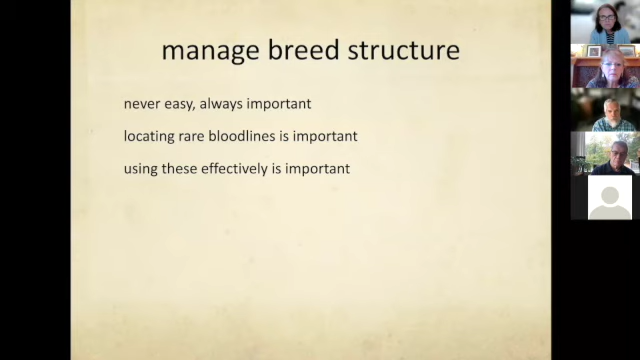 manage breed structure
never easy, always important
locating rare bloodlines is important
using these effectively is important